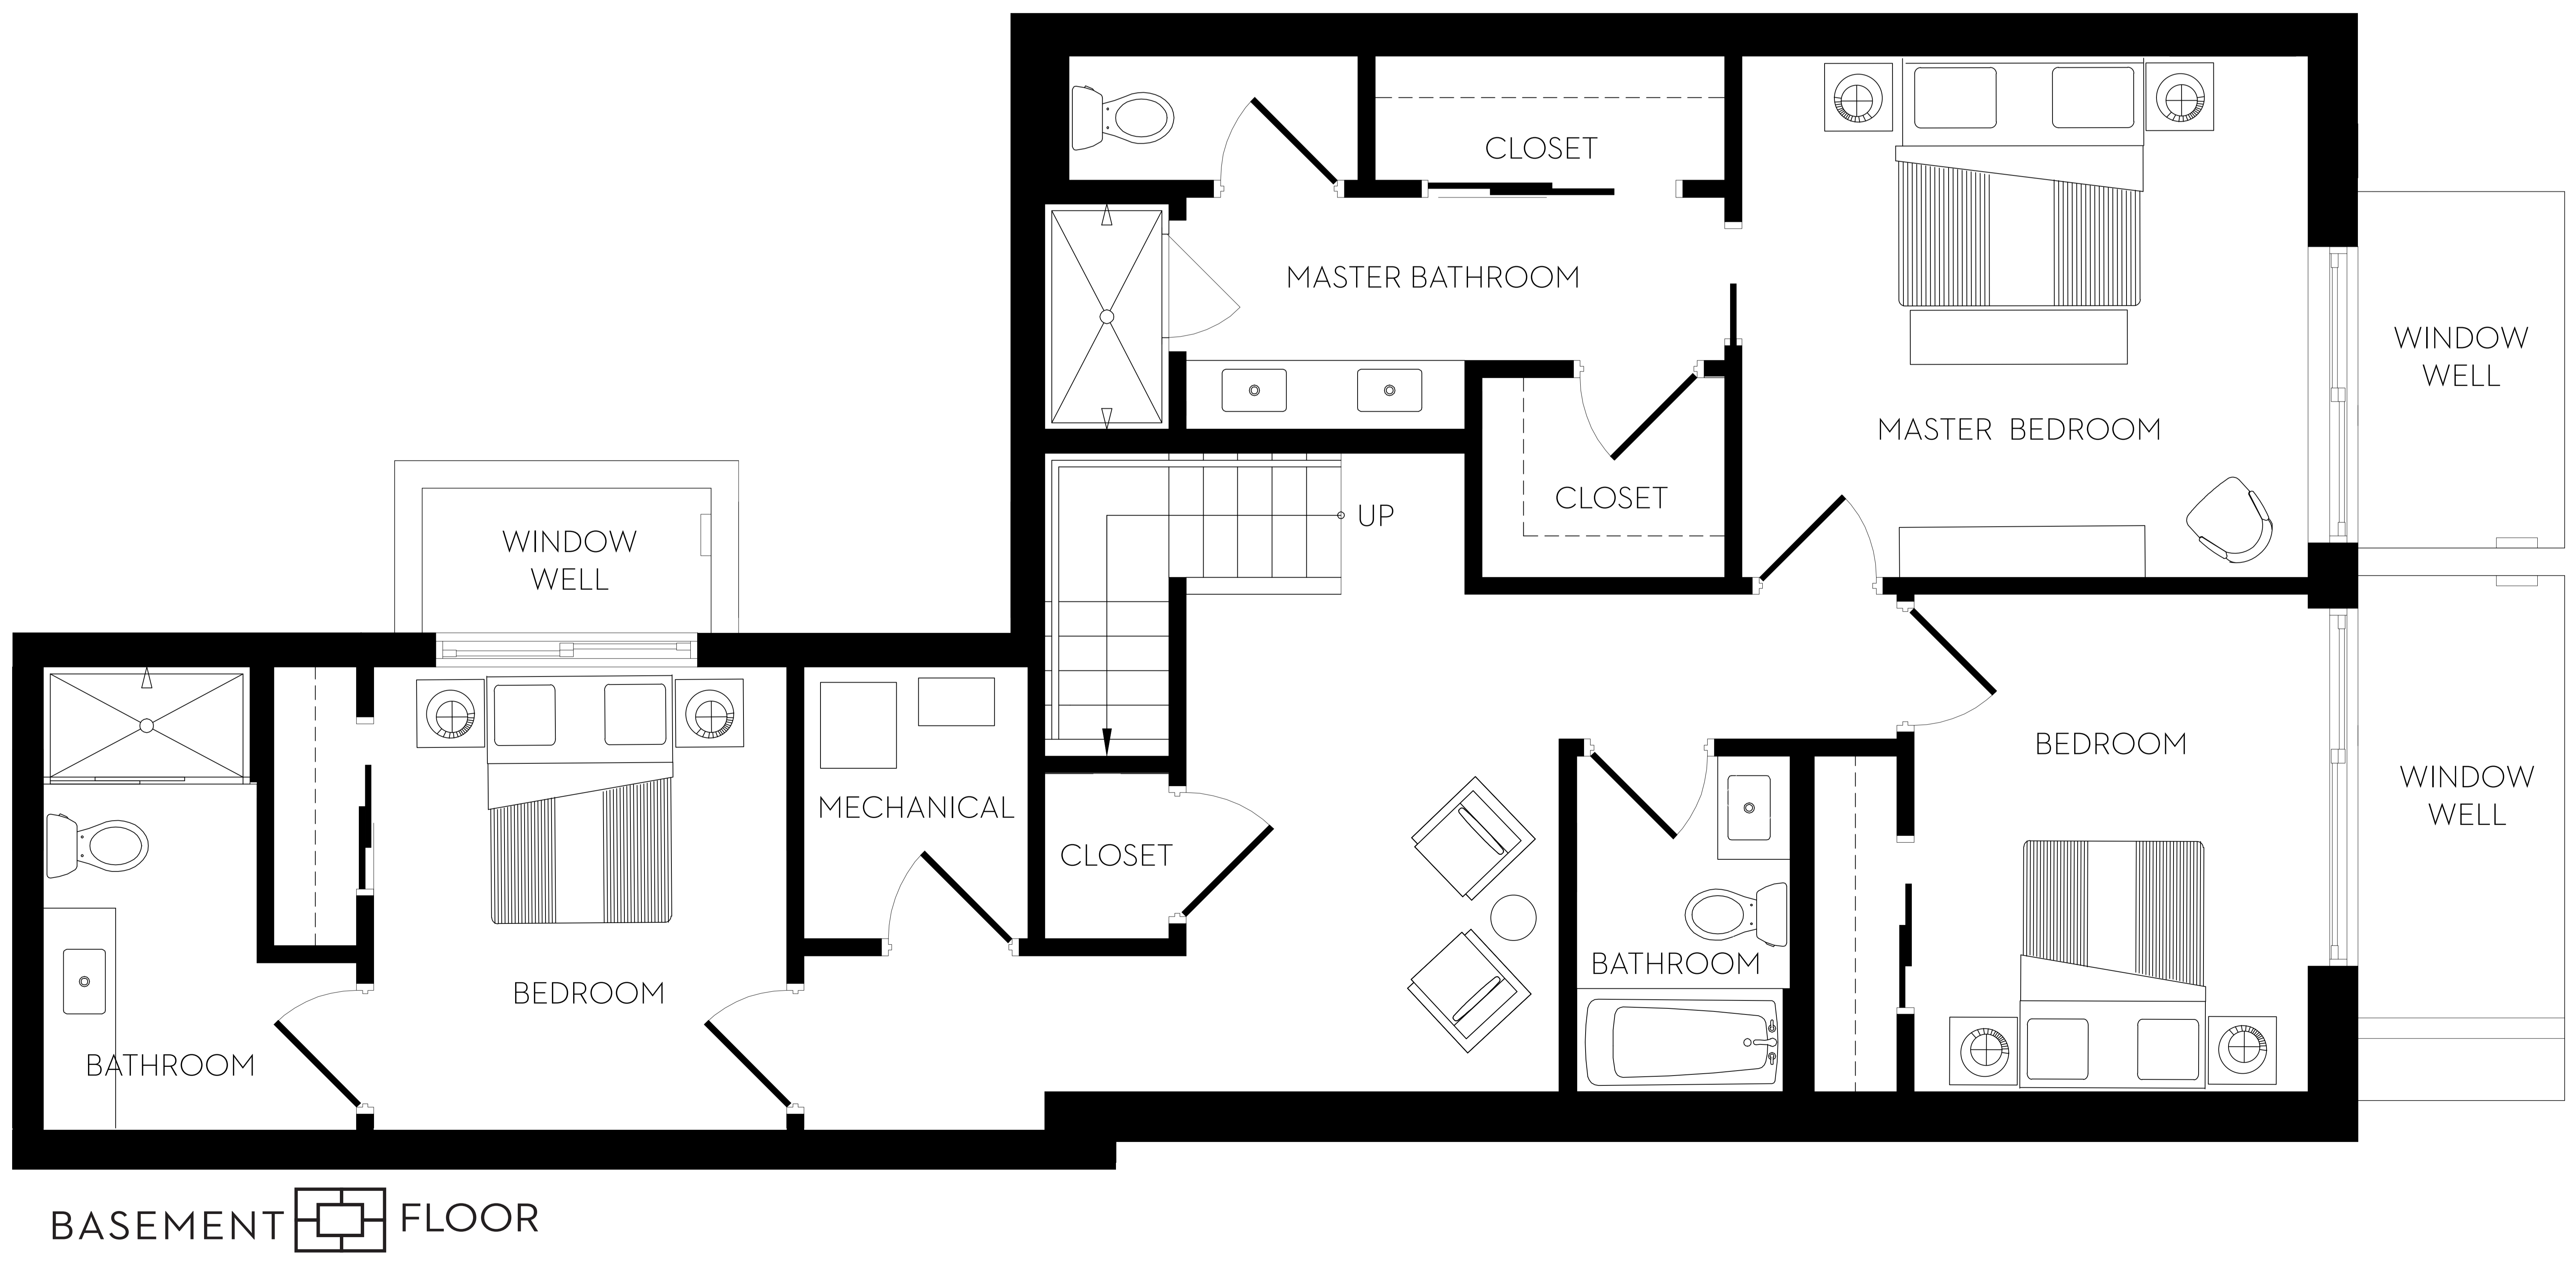 CLOSET
MASTER BATHROOM
WINDOW
WELL
MASTER BEDROOM
CLOSET
UP
WINDOW
WELL
BEDROOM
WINDOW
WELL
MECHANICAL
CLOSET
BATHROOM
BEDROOM
BATHROOM
BASEMENT FLOOR